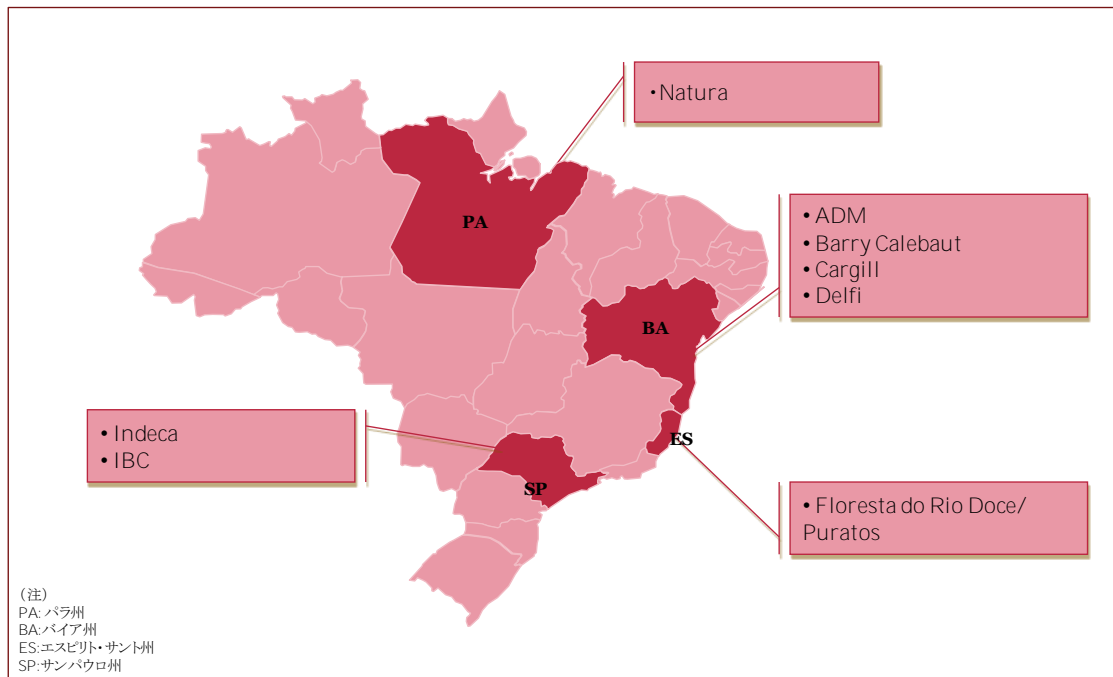 ・Natura
PA
• ADM
• Barry Calebaut
• Cargill
• Delfi
BA
• Indeca
• IBC
ES
SP
• Floresta do Rio Doce/
Puratos
（注）
PA: パラ州
BA:バイア州
ES:エスピリト・サント州
SP:サンパウロ州